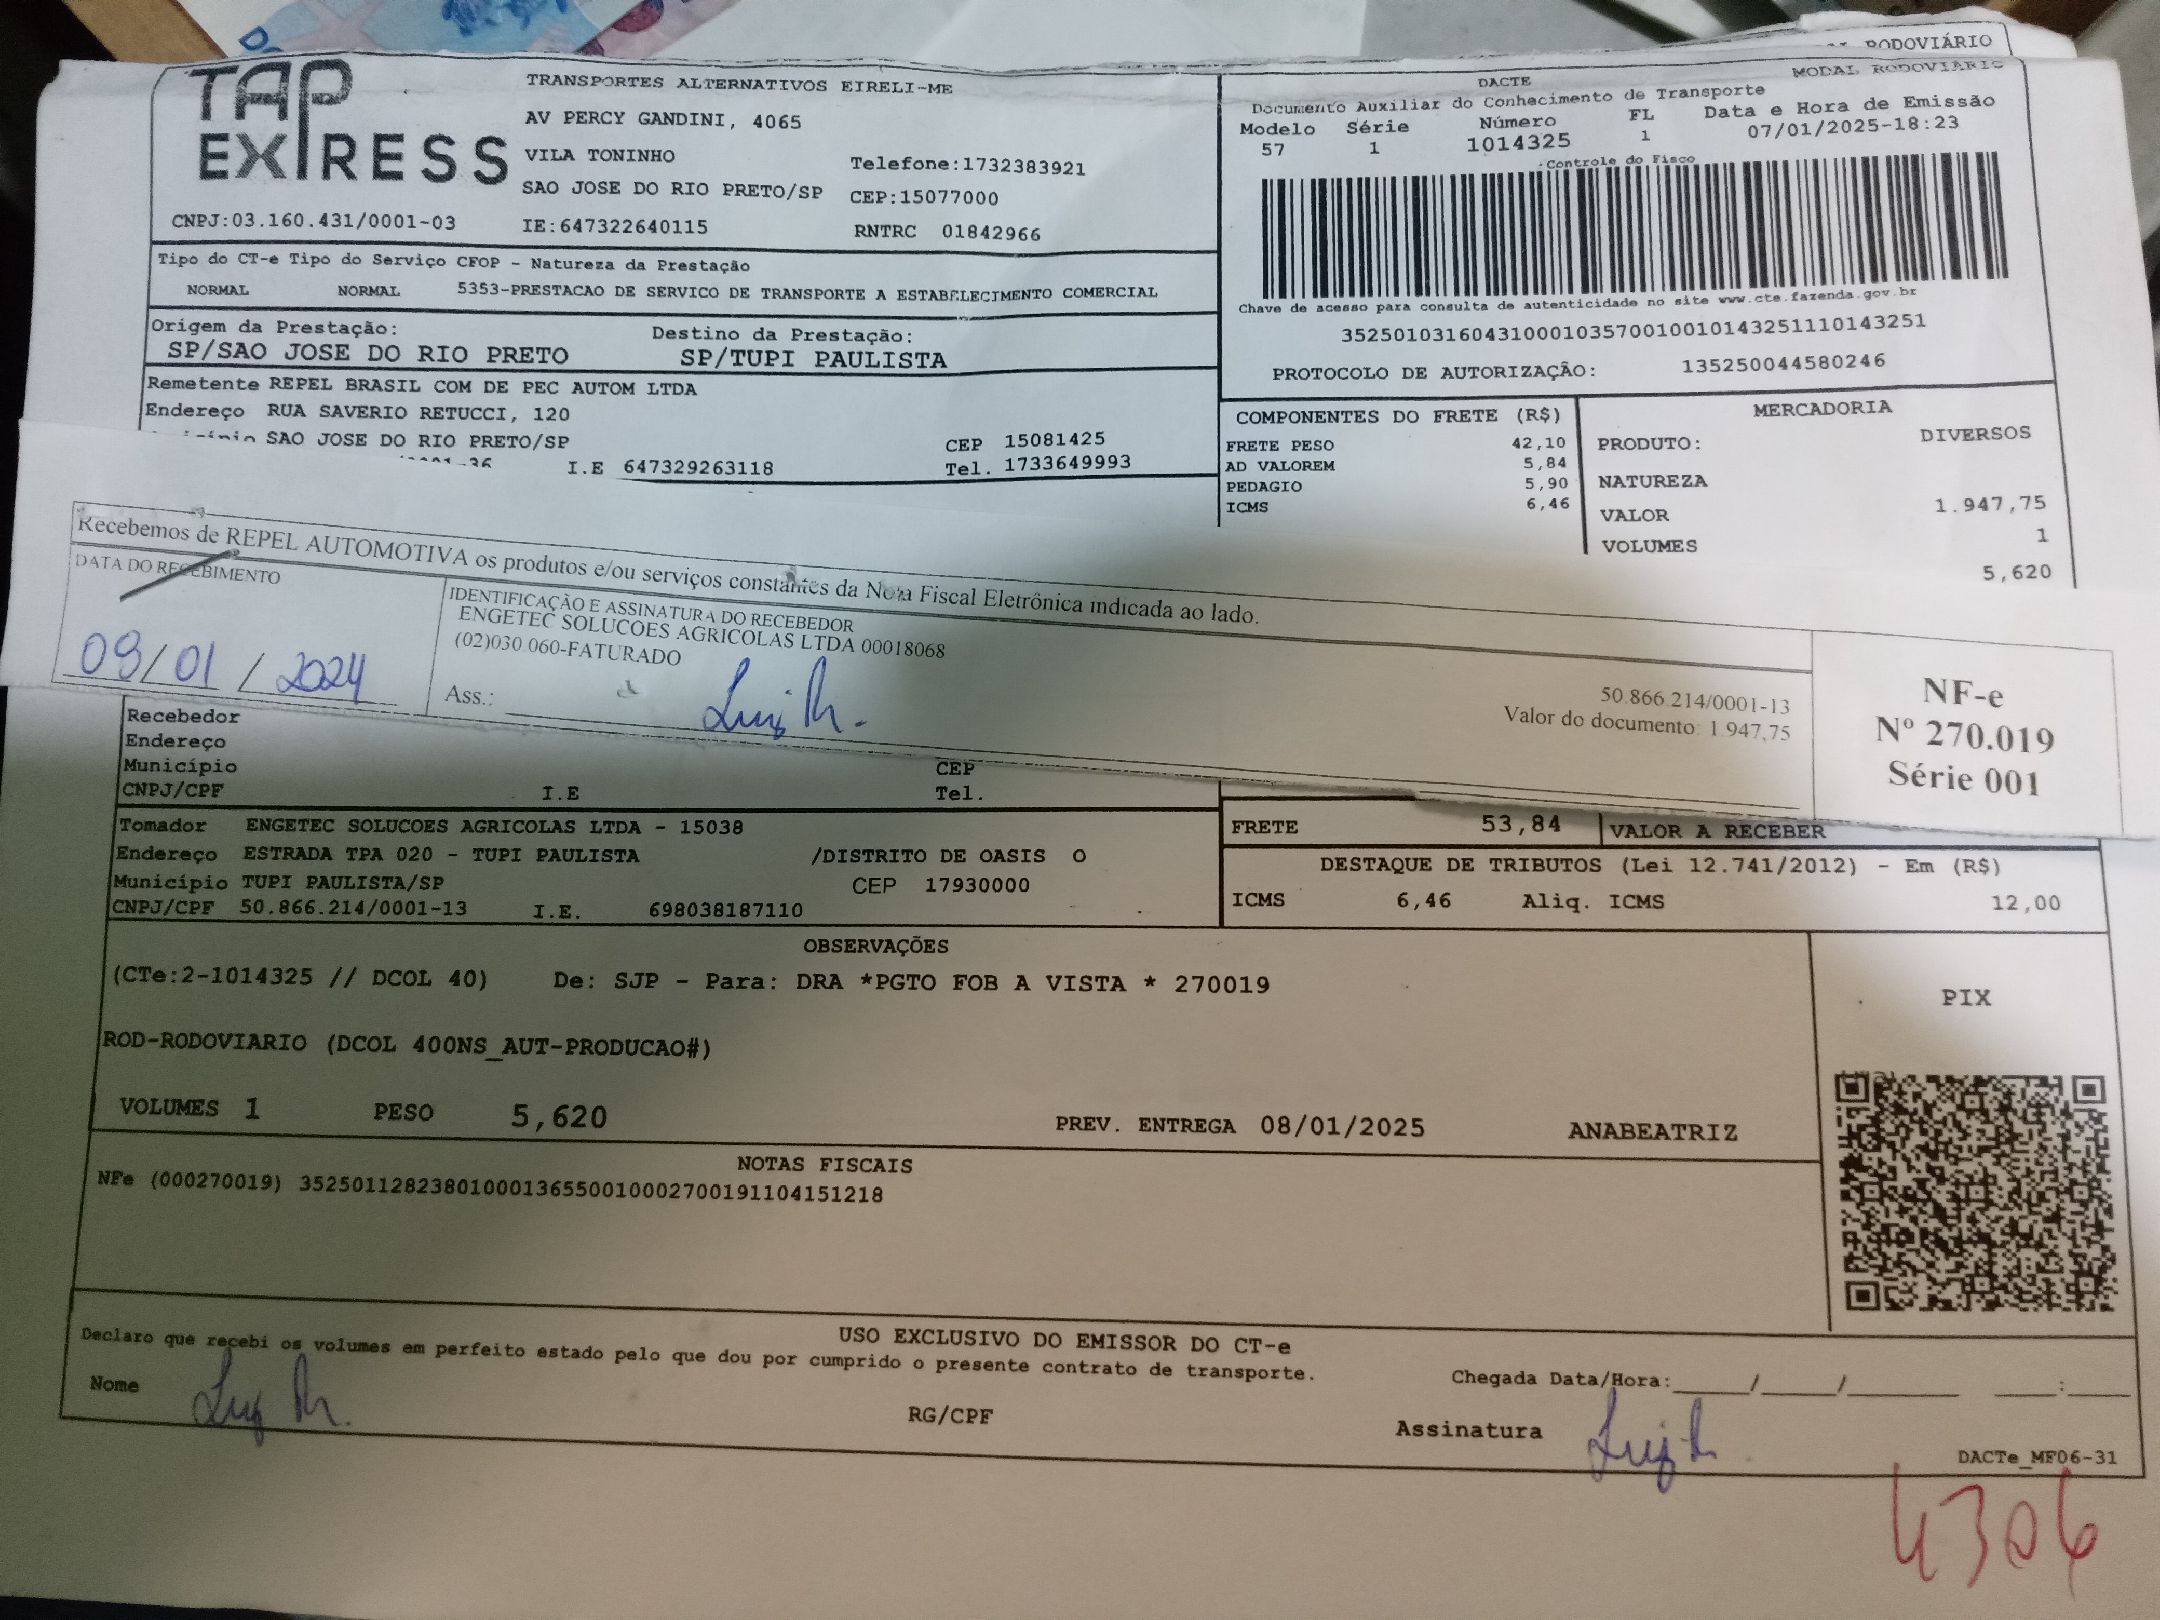 RODOVIÁRIO
TAP EXPRESS
TRANSPORTES ALTERNATIVOS EIRELI-ME
AV PERCY GANDINI, 4065
VILA TONINHO
Telefone:1732383921
SAO JOSE DO RIO PRETO/SP CEP:15077000
CNPJ:03.160.431/0001-03 IE:647322640115 RNTRC 01842966
DACTE MODAL RODOVIÁRIO
Documento Auxiliar do Conhecimento de Transporte
Modelo Série Número FL Data e Hora de Emissão
57 1 1014325 1 07/01/2025-18:23
Controle do Fisco
Chave de acesso para consulta de autenticidade no site www.cte.fazenda.gov.br
35250103160431000103570010010143251110143251
PROTOCOLO DE AUTORIZAÇÃO: 135250044580246
Tipo do CT-e Tipo do Serviço CFOP - Natureza da Prestação
NORMAL NORMAL 5353-PRESTACAO DE SERVICO DE TRANSPORTE A ESTABELECIMENTO COMERCIAL
Origem da Prestação: Destino da Prestação:
SP/SAO JOSE DO RIO PRETO SP/TUPI PAULISTA
Remetente REPEL BRASIL COM DE PEC AUTOM LTDA
Endereço RUA SAVERIO RETUCCI, 120
SAO JOSE DO RIO PRETO/SP CEP 15081425
I.E 647329263118 Tel. 1733649993
COMPONENTES DO FRETE (R$)
FRETE PESO 42,10
AD VALOREM 5,84
PEDAGIO 5,90
ICMS 6,46
MERCADORIA
PRODUTO: DIVERSOS
NATUREZA
VALOR 1.947,75
VOLUMES 1
5,620
Recebemos de REPEL AUTOMOTIVA os produtos e/ou serviços constantes da Nota Fiscal Eletrônica indicada ao lado.
DATA DO RECEBIMENTO
09/01/2024
IDENTIFICAÇÃO E ASSINATURA DO RECEBEDOR
ENGETEC SOLUCOES AGRICOLAS LTDA 00018068
(02)030.060-FATURADO
Ass.:
50.866.214/0001-13
Valor do documento: 1.947,75
NF-e
Nº 270.019
Série 001
Recebedor
Endereço
Município CEP
CNPJ/CPF I.E Tel.
Tomador ENGETEC SOLUCOES AGRICOLAS LTDA - 15038
Endereço ESTRADA TPA 020 - TUPI PAULISTA /DISTRITO DE OASIS O
Município TUPI PAULISTA/SP CEP 17930000
CNPJ/CPF 50.866.214/0001-13 I.E. 698038187110
FRETE 53,84 VALOR A RECEBER
DESTAQUE DE TRIBUTOS (Lei 12.741/2012) - Em (R$)
ICMS 6,46 Aliq. ICMS 12,00
OBSERVAÇÕES
(CTe:2-1014325 // DCOL 40) De: SJP - Para: DRA *PGTO FOB A VISTA * 270019
ROD-RODOVIARIO (DCOL 400NS_AUT-PRODUCAO#)
VOLUMES 1 PESO 5,620 PREV. ENTREGA 08/01/2025 ANABEATRIZ
PIX
NOTAS FISCAIS
NFe (000270019) 35250112823801000136550010002700191104151218
USO EXCLUSIVO DO EMISSOR DO CT-e
Declaro que recebi os volumes em perfeito estado pelo que dou por cumprido o presente contrato de transporte.
Nome RG/CPF
Chegada Data/Hora:____/____/______ ___:___
Assinatura
DACTe_MF06-31
4306